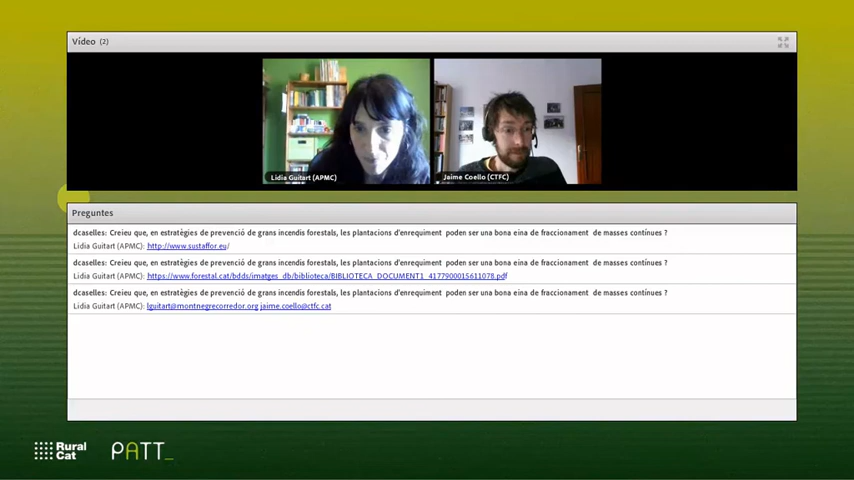 Vídeo (2)
Lidia Guitart (APMC)
Jaime Coello (CTFC)
Preguntes
dcaselles: Creieu que, en estratègies de prevenció de grans incendis forestals, les plantacions d'enrequiment poden ser una bona eina de fraccionament de masses contínues ?
Lidia Guitart (APMC): http://www.sustaffor.eu/
dcaselles: Creieu que, en estratègies de prevenció de grans incendis forestals, les plantacions d'enrequiment poden ser una bona eina de fraccionament de masses contínues ?
Lidia Guitart (APMC): https://www.forestal.cat/bdds/imatges_db/biblioteca/BIBLIOTECA_DOCUMENT1_4177900015611078.pdf
dcaselles: Creieu que, en estratègies de prevenció de grans incendis forestals, les plantacions d'enrequiment poden ser una bona eina de fraccionament de masses contínues ?
Lidia Guitart (APMC): lguitart@montnegrecorredor.org jaime.coello@ctfc.cat
Rural
Cat
PATT_